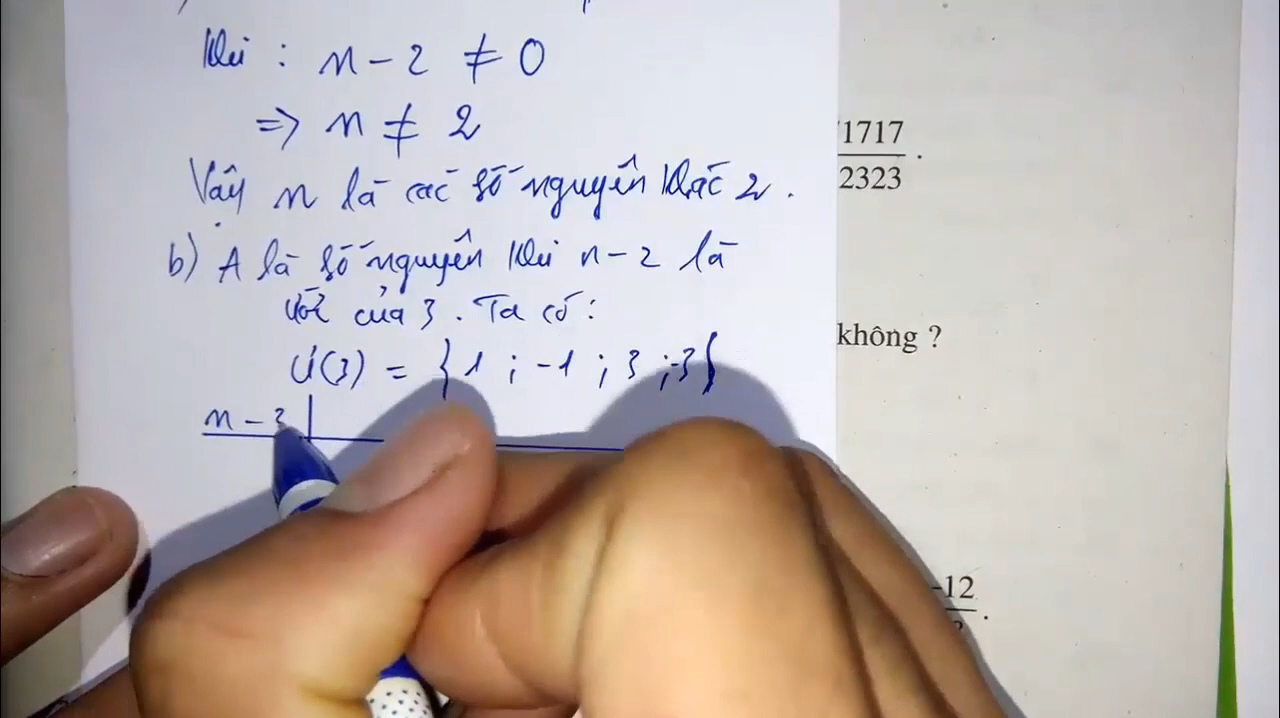 Khi : n - 2 ≠ 0
=> n ≠ 2
Vậy n là các số nguyên khác 2.
b) A là số nguyên khi n-2 là
ước của 3. Ta có:
Ư(3) = {1 ; -1 ; 3 ; -3}
n - 2
1717
2323
không ?
-12